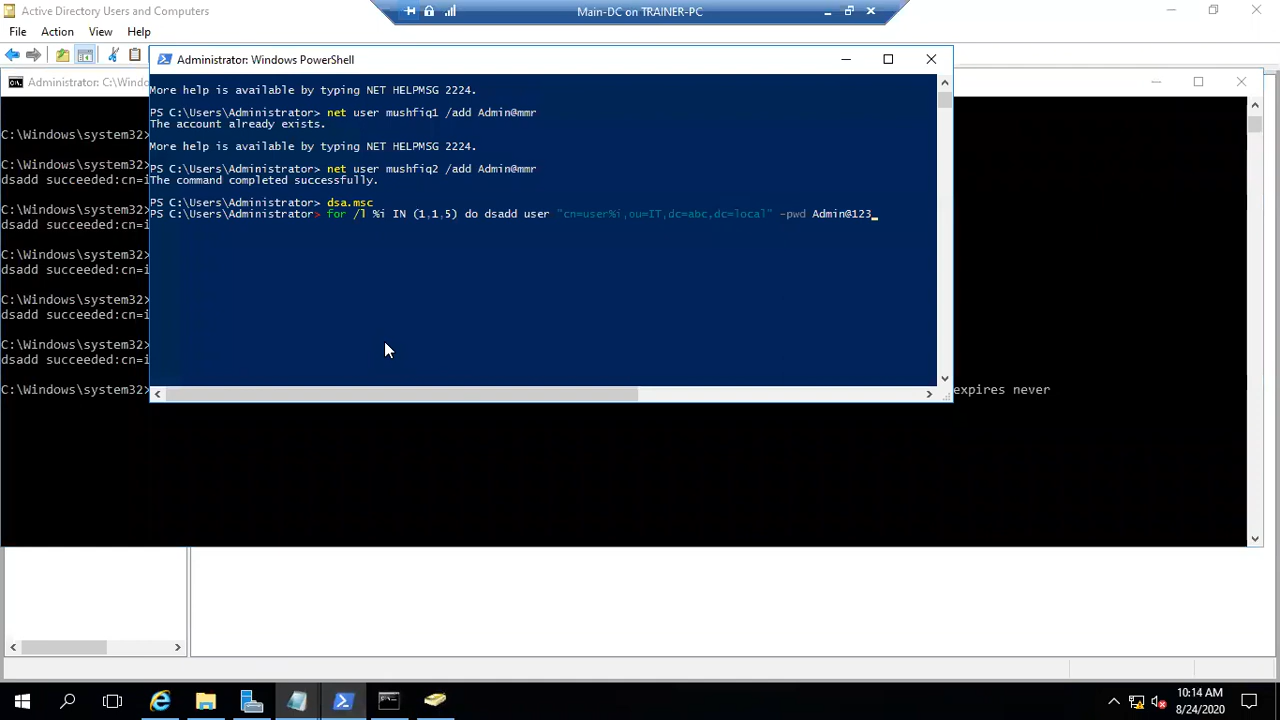 Active Directory Users and Computers
Main-DC on TRAINER-PC
File Action View Help
Administrator: C:\Windo
Administrator: Windows PowerShell
More help is available by typing NET HELPMSG 2224.
PS C:\Users\Administrator> net user mushfiq1 /add Admin@mmr
The account already exists.
More help is available by typing NET HELPMSG 2224.
PS C:\Users\Administrator> net user mushfiq2 /add Admin@mmr
The command completed successfully.
PS C:\Users\Administrator> dsa.msc
PS C:\Users\Administrator> for /l %i IN (1,1,5) do dsadd user "cn=user%i,ou=IT,dc=abc,dc=local" -pwd Admin@123_
C:\Windows\system32>
C:\Windows\system32>
dsadd succeeded:cn=i
C:\Windows\system32>
dsadd succeeded:cn=i
C:\Windows\system32>
dsadd succeeded:cn=i
C:\Windows\system32>
dsadd succeeded:cn=i
C:\Windows\system32>
dsadd succeeded:cn=i
C:\Windows\system32> expires never
10:14 AM
8/24/2020